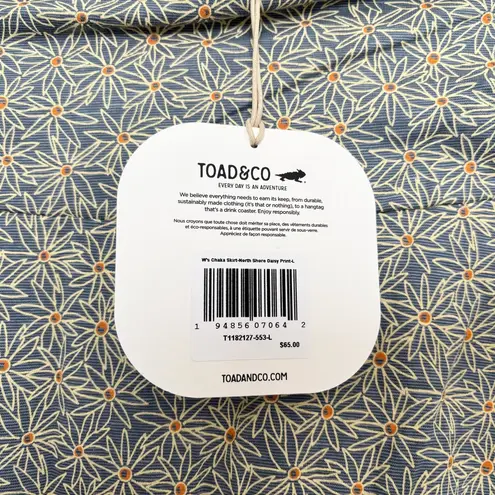 TOAD&CO
EVERY DAY IS AN ADVENTURE
We believe everything needs to earn its keep, from durable,
sustainably made clothing (it's that or nothing), to a hangtag
that's a drink coaster. Enjoy responsibly.
Nous croyons que toute chose doit mériter sa place, des vêtements durables
et éco-responsables, à une étiquette pouvant servir de sous-verre.
Appréciez de façon responsable.
W's Chaka Skirt-North Shore Daisy Print-L
1 94856 07064 2
T1182127-553-L
$65.00
TOADANDCO.COM